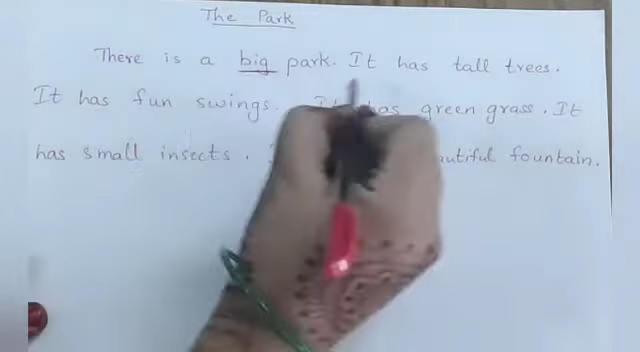 The Park
There is a big park. It has tall trees.
It has fun swings. It has green grass. It
has small insects. utiful fountain.